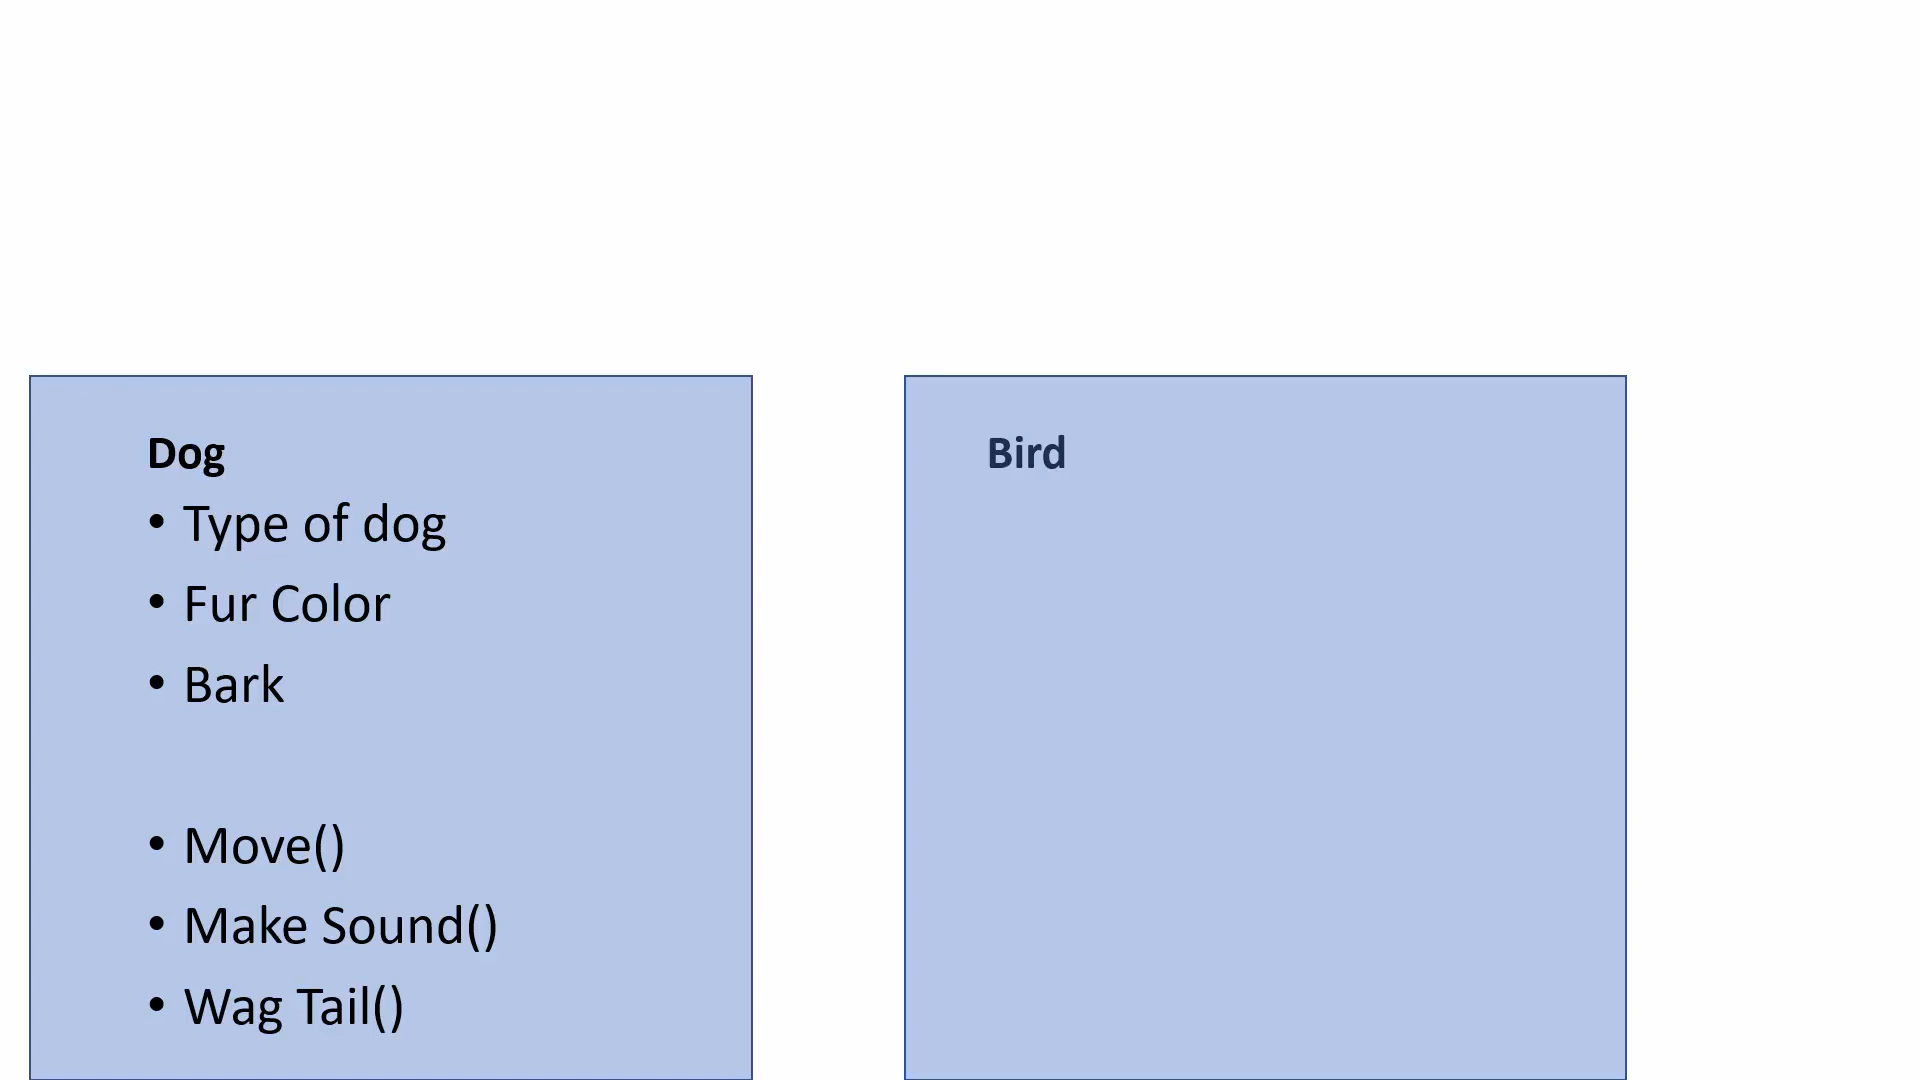 Dog
• Type of dog
• Fur Color
• Bark
• Move()
• Make Sound()
• Wag Tail()
Bird